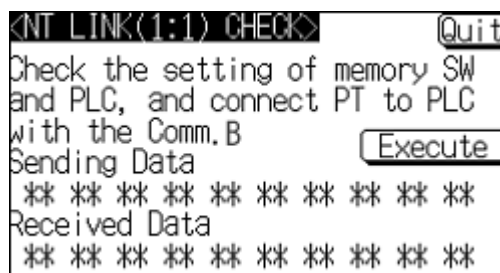 <NT LINK(1:1) CHECK>
Quit
Check the setting of memory SW
and PLC, and connect PT to PLC
with the Comm.B
Execute
Sending Data
** ** ** ** ** ** ** ** ** **
Received Data
** ** ** ** ** ** ** ** ** **